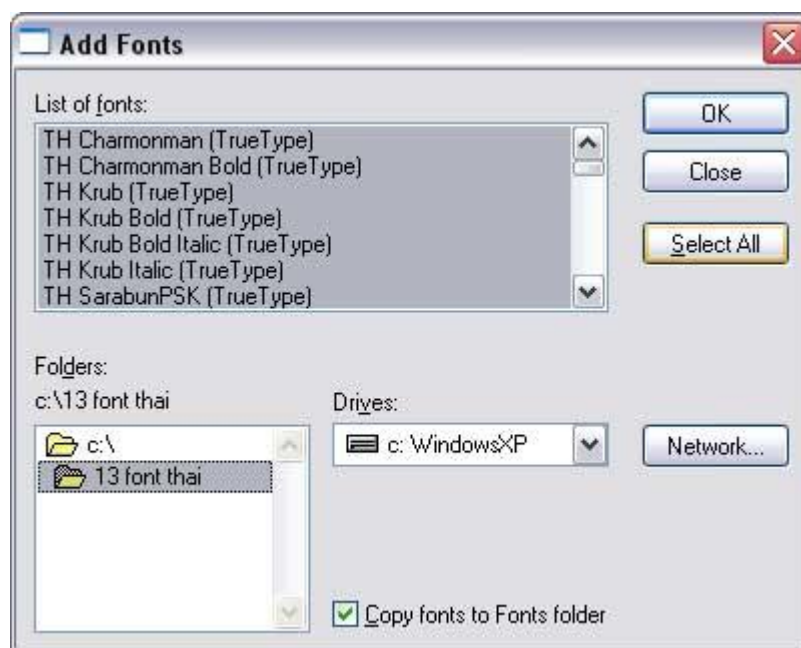 Add Fonts
List of fonts:
TH Charmonman (TrueType)
TH Charmonman Bold (TrueType)
TH Krub (TrueType)
TH Krub Bold (TrueType)
TH Krub Bold Italic (TrueType)
TH Krub Italic (TrueType)
TH SarabunPSK (TrueType)
OK
Close
Select All
Folders:
c:\13 font thai
c:\
13 font thai
Drives:
c: WindowsXP
Network...
Copy fonts to Fonts folder